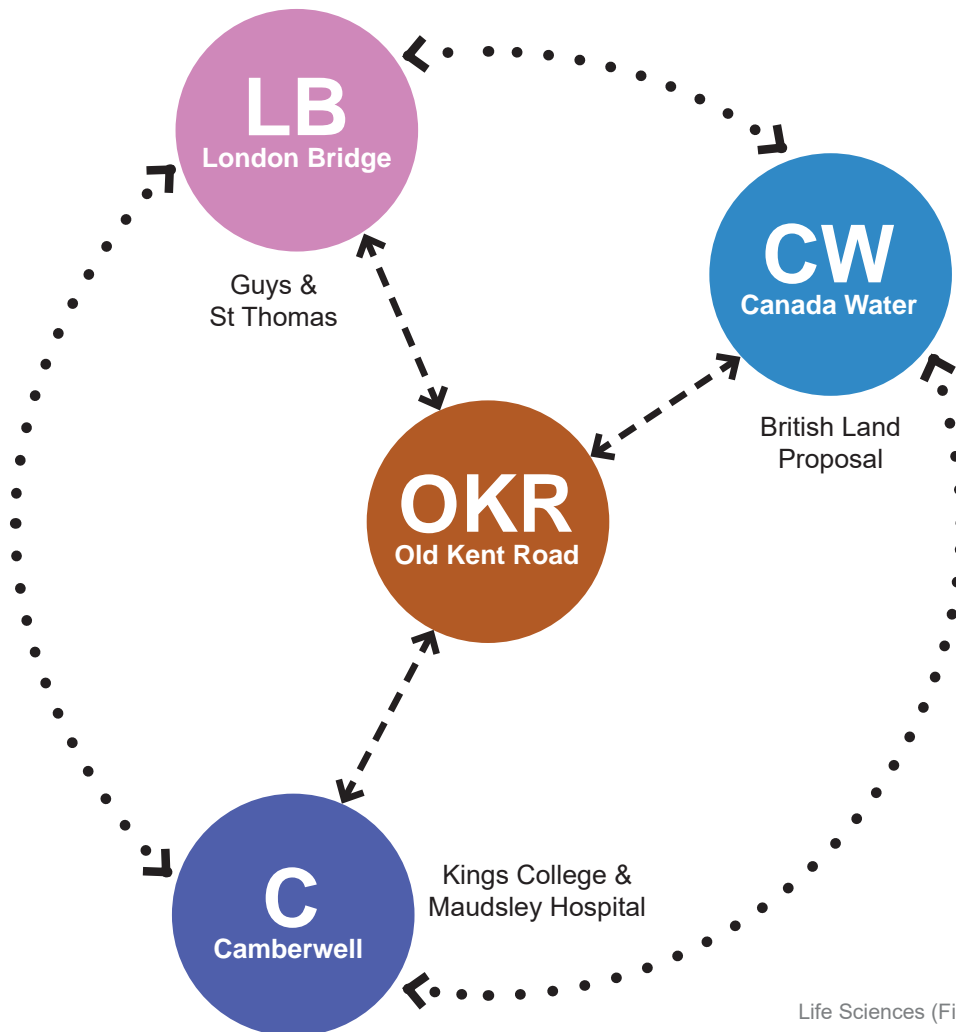 LB
London Bridge
Guys &
St Thomas
CW
Canada Water
British Land
Proposal
OKR
Old Kent Road
C
Camberwell
Kings College &
Maudsley Hospital
Life Sciences (Fi